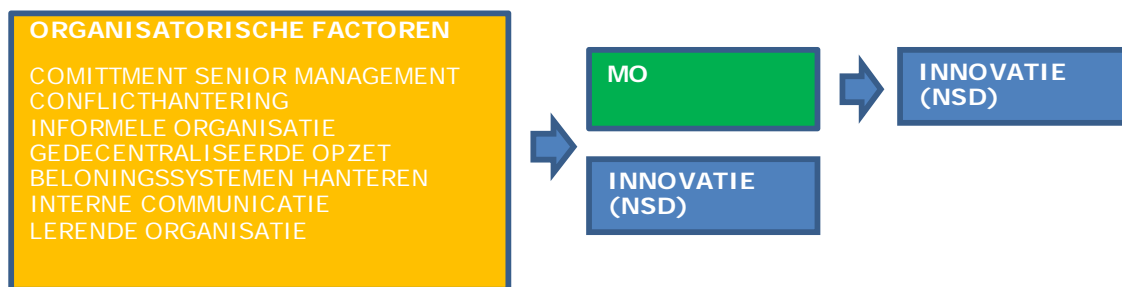 ORGANISATORISCHE FACTOREN
COMITTMENT SENIOR MANAGEMENT
CONFLICTHANTERING
INFORMELE ORGANISATIE
GEDECENTRALISEERDE OPZET
BELONINGSSYSTEMEN HANTEREN
INTERNE COMMUNICATIE
LERENDE ORGANISATIE
MO
INNOVATIE
(NSD)
INNOVATIE
(NSD)